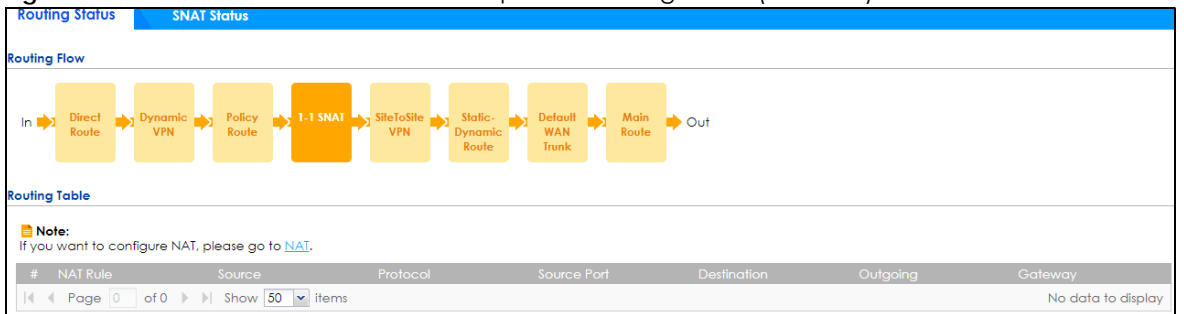 Routing Status SNAT Status
Routing Flow
In Direct Route Dynamic VPN Policy Route 1-1 SNAT SiteToSite VPN Static-Dynamic Route Default WAN Trunk Main Route Out
Routing Table
Note:
If you want to configure NAT, please go to NAT.
# NAT Rule Source Protocol Source Port Destination Outgoing Gateway
Page 0 of 0 Show 50 items No data to display